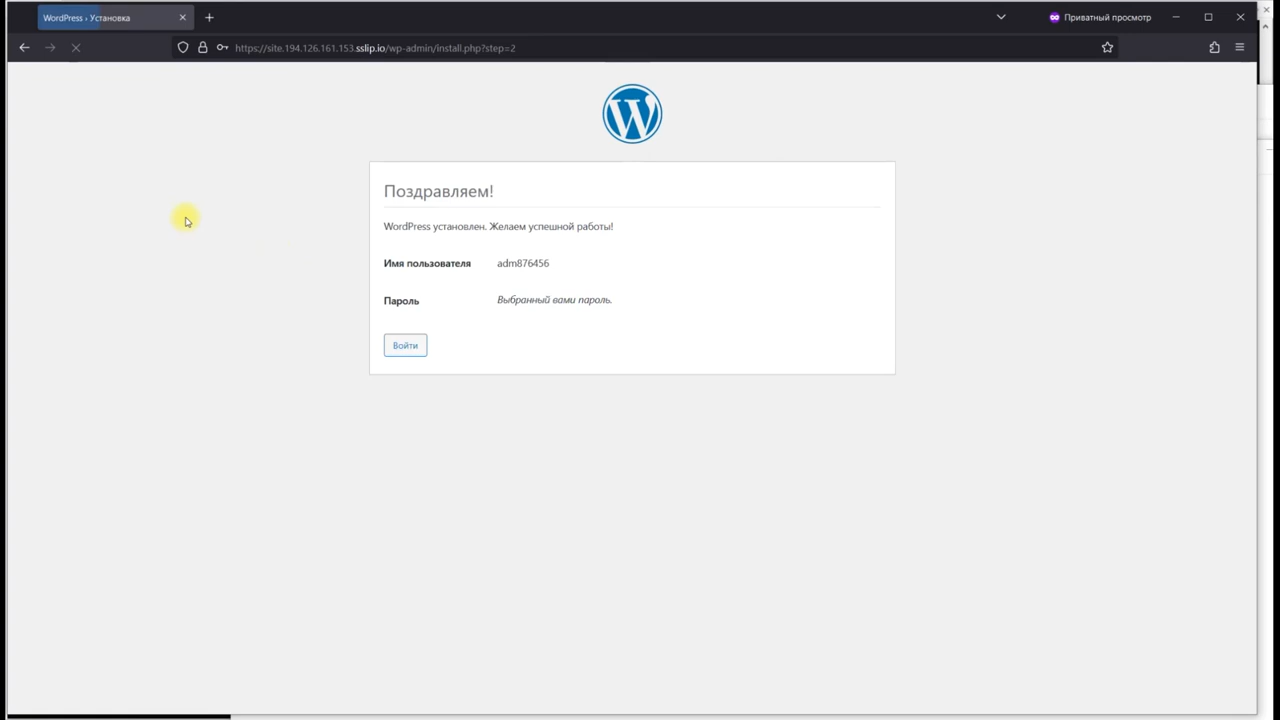 WordPress › Установка
Приватный просмотр
https://site.194.126.161.153.sslip.io/wp-admin/install.php?step=2
Поздравляем!
WordPress установлен. Желаем успешной работы!
Имя пользователя adm876456
Пароль Выбранный вами пароль.
Войти